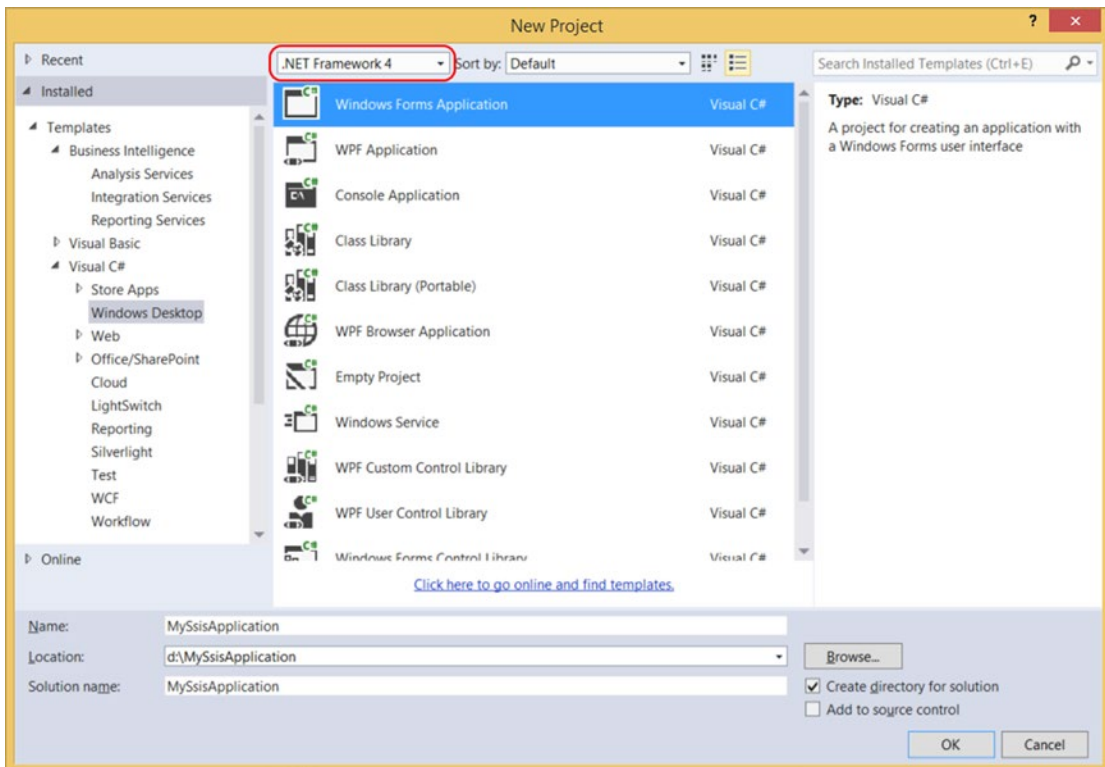 New Project
?
×
Recent
.NET Framework 4
Sort by: Default
Search Installed Templates (Ctrl+E)
Installed
Templates
Business Intelligence
Analysis Services
Integration Services
Reporting Services
Visual Basic
Visual C#
Store Apps
Windows Desktop
Web
Office/SharePoint
Cloud
LightSwitch
Reporting
Silverlight
Test
WCF
Workflow
Online
Windows Forms Application Visual C#
WPF Application Visual C#
Console Application Visual C#
Class Library Visual C#
Class Library (Portable) Visual C#
WPF Browser Application Visual C#
Empty Project Visual C#
Windows Service Visual C#
WPF Custom Control Library Visual C#
WPF User Control Library Visual C#
Windows Forms Control Library Visual C#
Click here to go online and find templates.
Type: Visual C#
A project for creating an application with
a Windows Forms user interface
Name: MySsisApplication
Location: d:\MySsisApplication
Browse...
Solution name: MySsisApplication
Create directory for solution
Add to source control
OK
Cancel